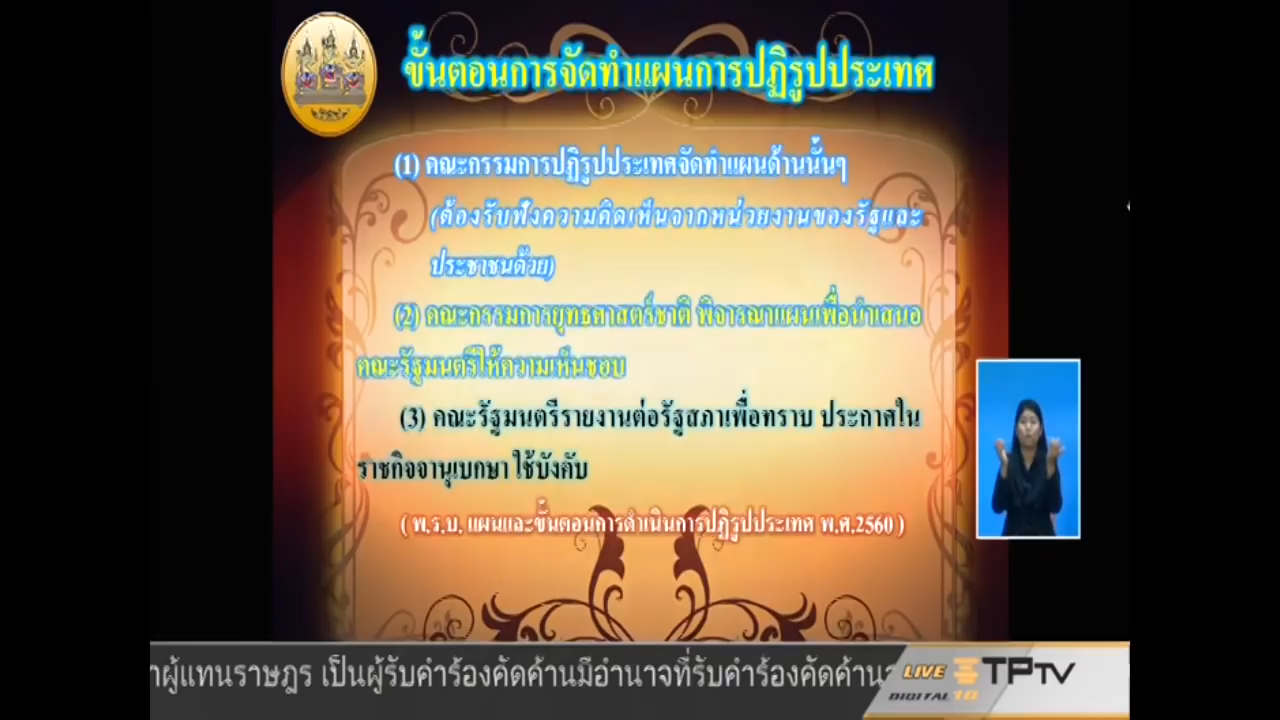 ขั้นตอนการจัดทำแผนการปฏิรูปประเทศ
(1) คณะกรรมการปฏิรูปประเทศจัดทำแผนด้านนั้นๆ
(ต้องรับฟังความคิดเห็นจากหน่วยงานของรัฐและ
ประชาชนด้วย)
(2) คณะกรรมการยุทธศาสตร์ชาติ พิจารณาแผนเพื่อนำเสนอ
คณะรัฐมนตรีให้ความเห็นชอบ
(3) คณะรัฐมนตรีรายงานต่อรัฐสภาเพื่อทราบ ประกาศใน
ราชกิจจานุเบกษา ใช้บังคับ
( พ.ร.บ. แผนและขั้นตอนการดำเนินการปฏิรูปประเทศ พ.ศ.2560 )
าผู้แทนราษฎร เป็นผู้รับคำร้องคัดค้านมีอำนาจที่รับคำร้องคัดค้าน
LIVE TPTV
DIGITAL 10